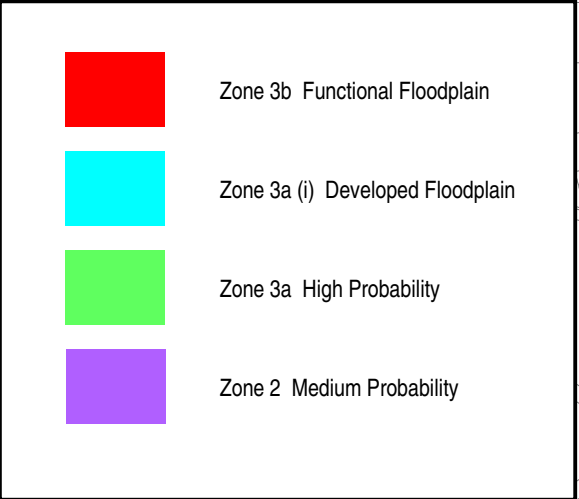 Zone 3b  Functional Floodplain
Zone 3a (i)  Developed Floodplain
Zone 3a  High Probability
Zone 2  Medium Probability